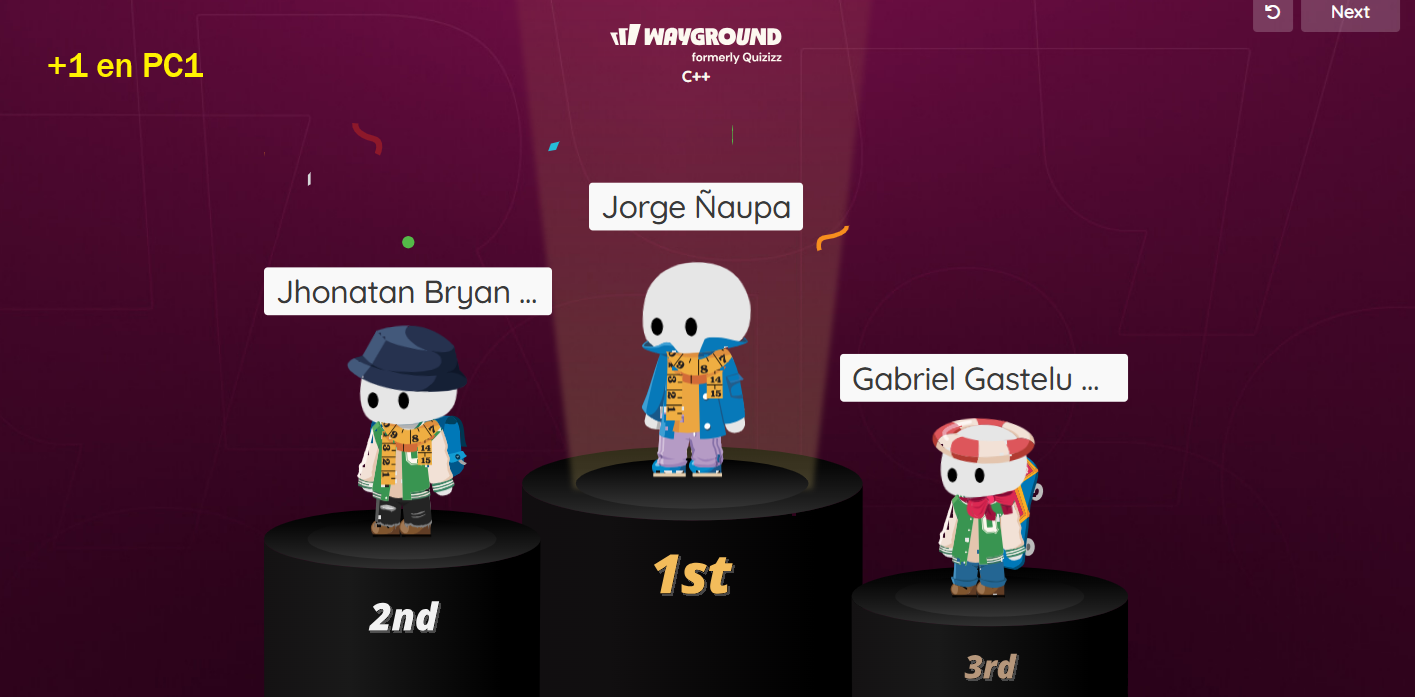 Next
WAYGROUND
formerly Quizizz
C++
+1 en PC1
Jorge Ñaupa
Jhonatan Bryan ...
Gabriel Gastelu ...
1st
2nd
3rd